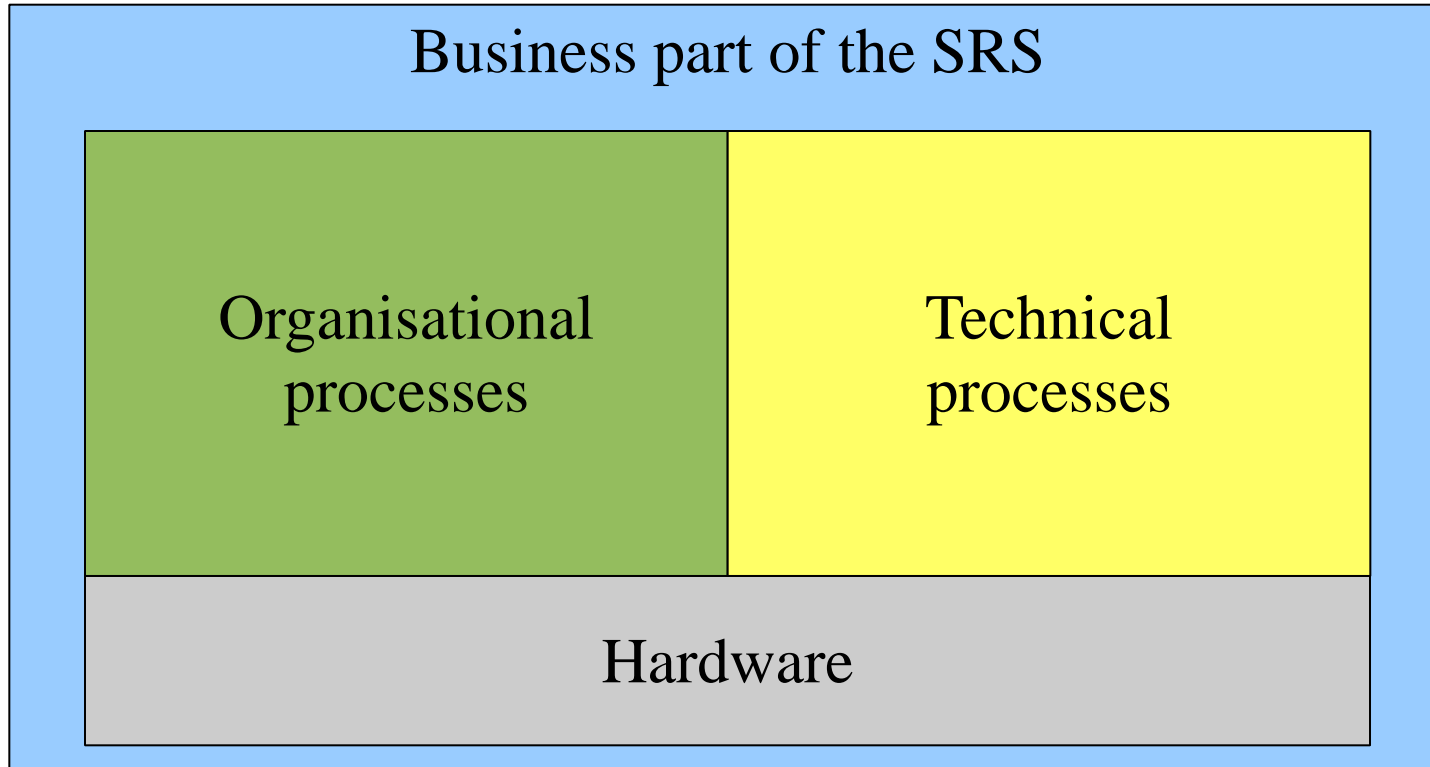 Business part of the SRS
Organisational
processes
Technical
processes
Hardware